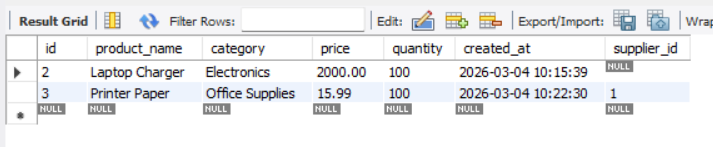 Result Grid Filter Rows: Edit: Export/Import: Wrap
id product_name category price quantity created_at supplier_id
2 Laptop Charger Electronics 2000.00 100 2026-03-04 10:15:39 NULL
3 Printer Paper Office Supplies 15.99 100 2026-03-04 10:22:30 1
NULL NULL NULL NULL NULL NULL NULL